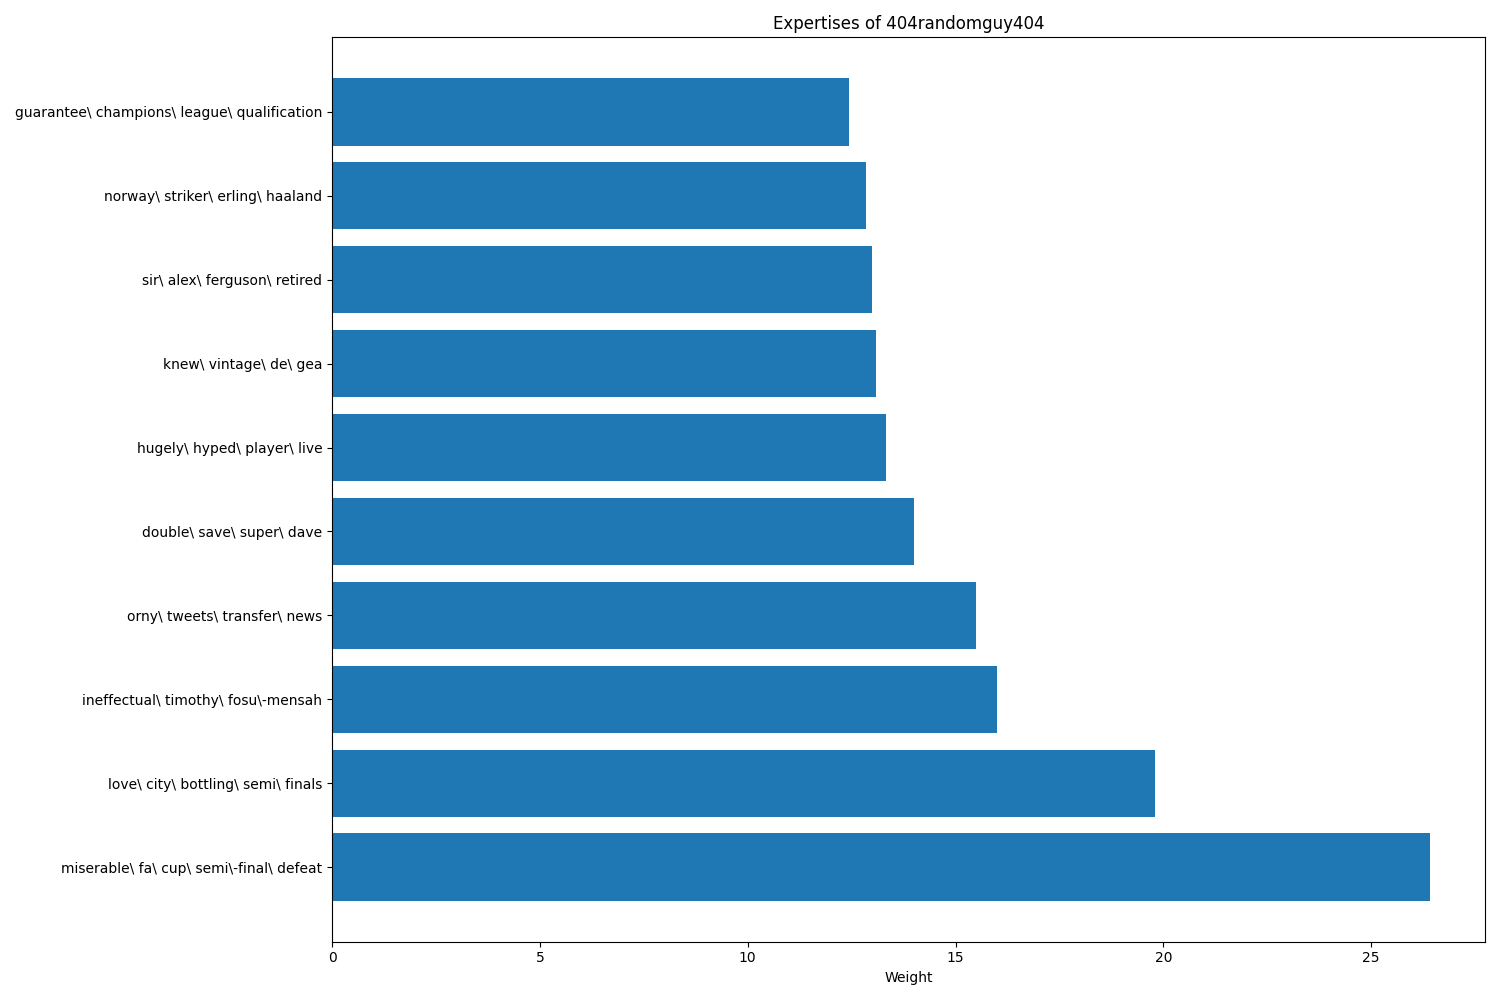 Expertises of 404randomguy404
guarantee\ champions\ league\ qualification
norway\ striker\ erling\ haaland
sir\ alex\ ferguson\ retired
knew\ vintage\ de\ gea
hugely\ hyped\ player\ live
double\ save\ super\ dave
orny\ tweets\ transfer\ news
ineffectual\ timothy\ fosu\-mensah
love\ city\ bottling\ semi\ finals
miserable\ fa\ cup\ semi\-final\ defeat
0 5 10 15 20 25
Weight